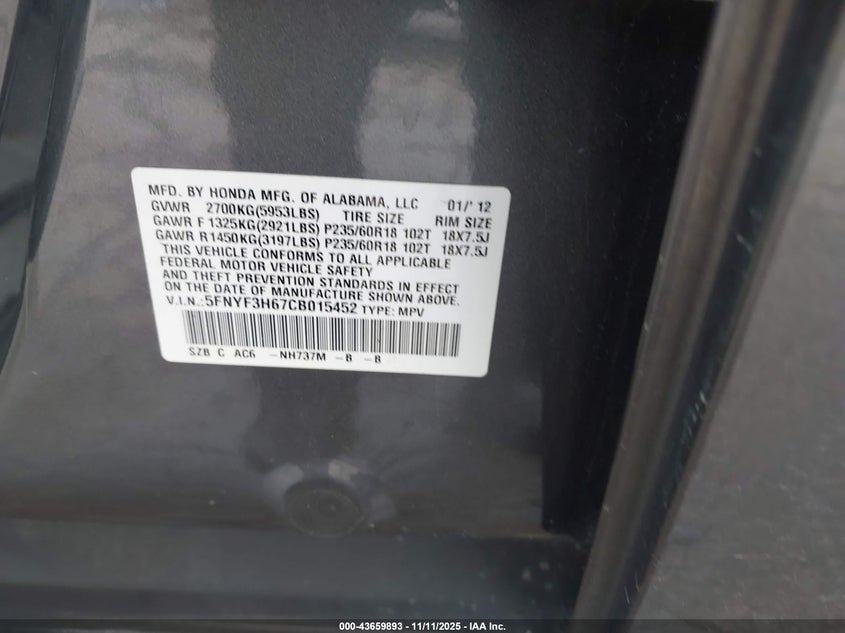 MFD. BY HONDA MFG. OF ALABAMA, LLC 01/' 12
GVWR 2700KG(5953LBS) TIRE SIZE RIM SIZE
GAWR F 1325KG(2921LBS) P235/60R18 102T 18X7.5J
GAWR R1450KG(3197LBS) P235/60R18 102T 18X7.5J
THIS VEHICLE CONFORMS TO ALL APPLICABLE
FEDERAL MOTOR VEHICLE SAFETY
AND THEFT PREVENTION STANDARDS IN EFFECT
ON THE DATE OF MANUFACTURE SHOWN ABOVE.
V.I.N.:5FNYF3H67CB015452 TYPE: MPV
SZB C AC6 -NH737M -B -B
000-43659893 - 11/11/2025 - IAA Inc.